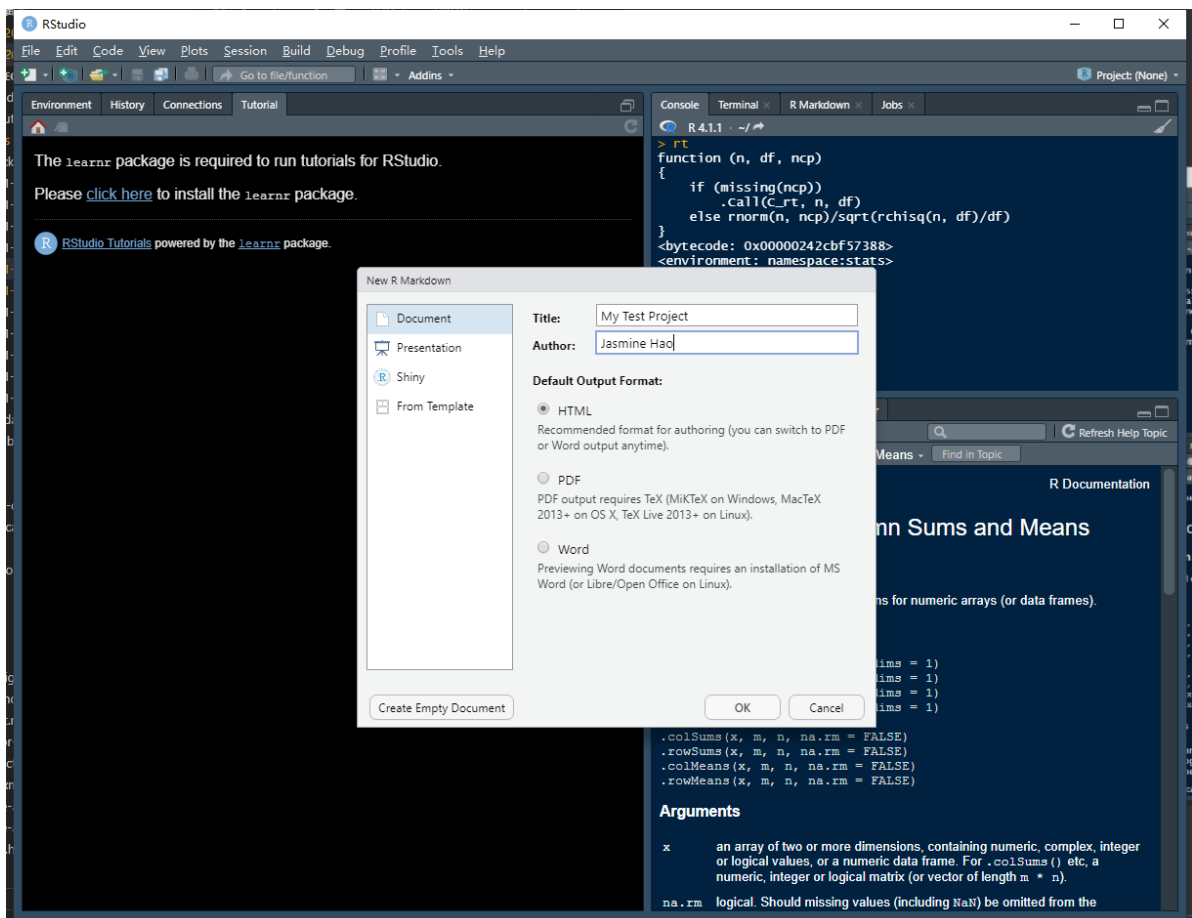 RStudio
File Edit Code View Plots Session Build Debug Profile Tools Help
Go to file/function Addins Project: (None)
Environment History Connections Tutorial
The learnr package is required to run tutorials for RStudio.
Please click here to install the learnr package.
R RStudio Tutorials powered by the learnr package.
Console Terminal R Markdown Jobs
R 4.1.1 · ~/
> rt
function (n, df, ncp)
{
    if (missing(ncp))
        .Call(C_rt, n, df)
    else rnorm(n, ncp)/sqrt(rchisq(n, df)/df)
}
<bytecode: 0x00000242cbf57388>
<environment: namespace:stats>
New R Markdown
Document
Presentation
Shiny
From Template
Title: My Test Project
Author: Jasmine Hao
Default Output Format:
HTML
Recommended format for authoring (you can switch to PDF
or Word output anytime).
PDF
PDF output requires TeX (MiKTeX on Windows, MacTeX
2013+ on OS X, TeX Live 2013+ on Linux).
Word
Previewing Word documents requires an installation of MS
Word (or Libre/Open Office on Linux).
Create Empty Document OK Cancel
Refresh Help Topic
Means Find in Topic
R Documentation
Sums and Means
for numeric arrays (or data frames).
= 1)
= 1)
= 1)
= 1)
.colSums(x, m, n, na.rm = FALSE)
.rowSums(x, m, n, na.rm = FALSE)
.colMeans(x, m, n, na.rm = FALSE)
.rowMeans(x, m, n, na.rm = FALSE)
Arguments
x an array of two or more dimensions, containing numeric, complex, integer
or logical values, or a numeric data frame. For .colSums() etc, a
numeric, integer or logical matrix (or vector of length m * n).
na.rm logical. Should missing values (including NaN) be omitted from the